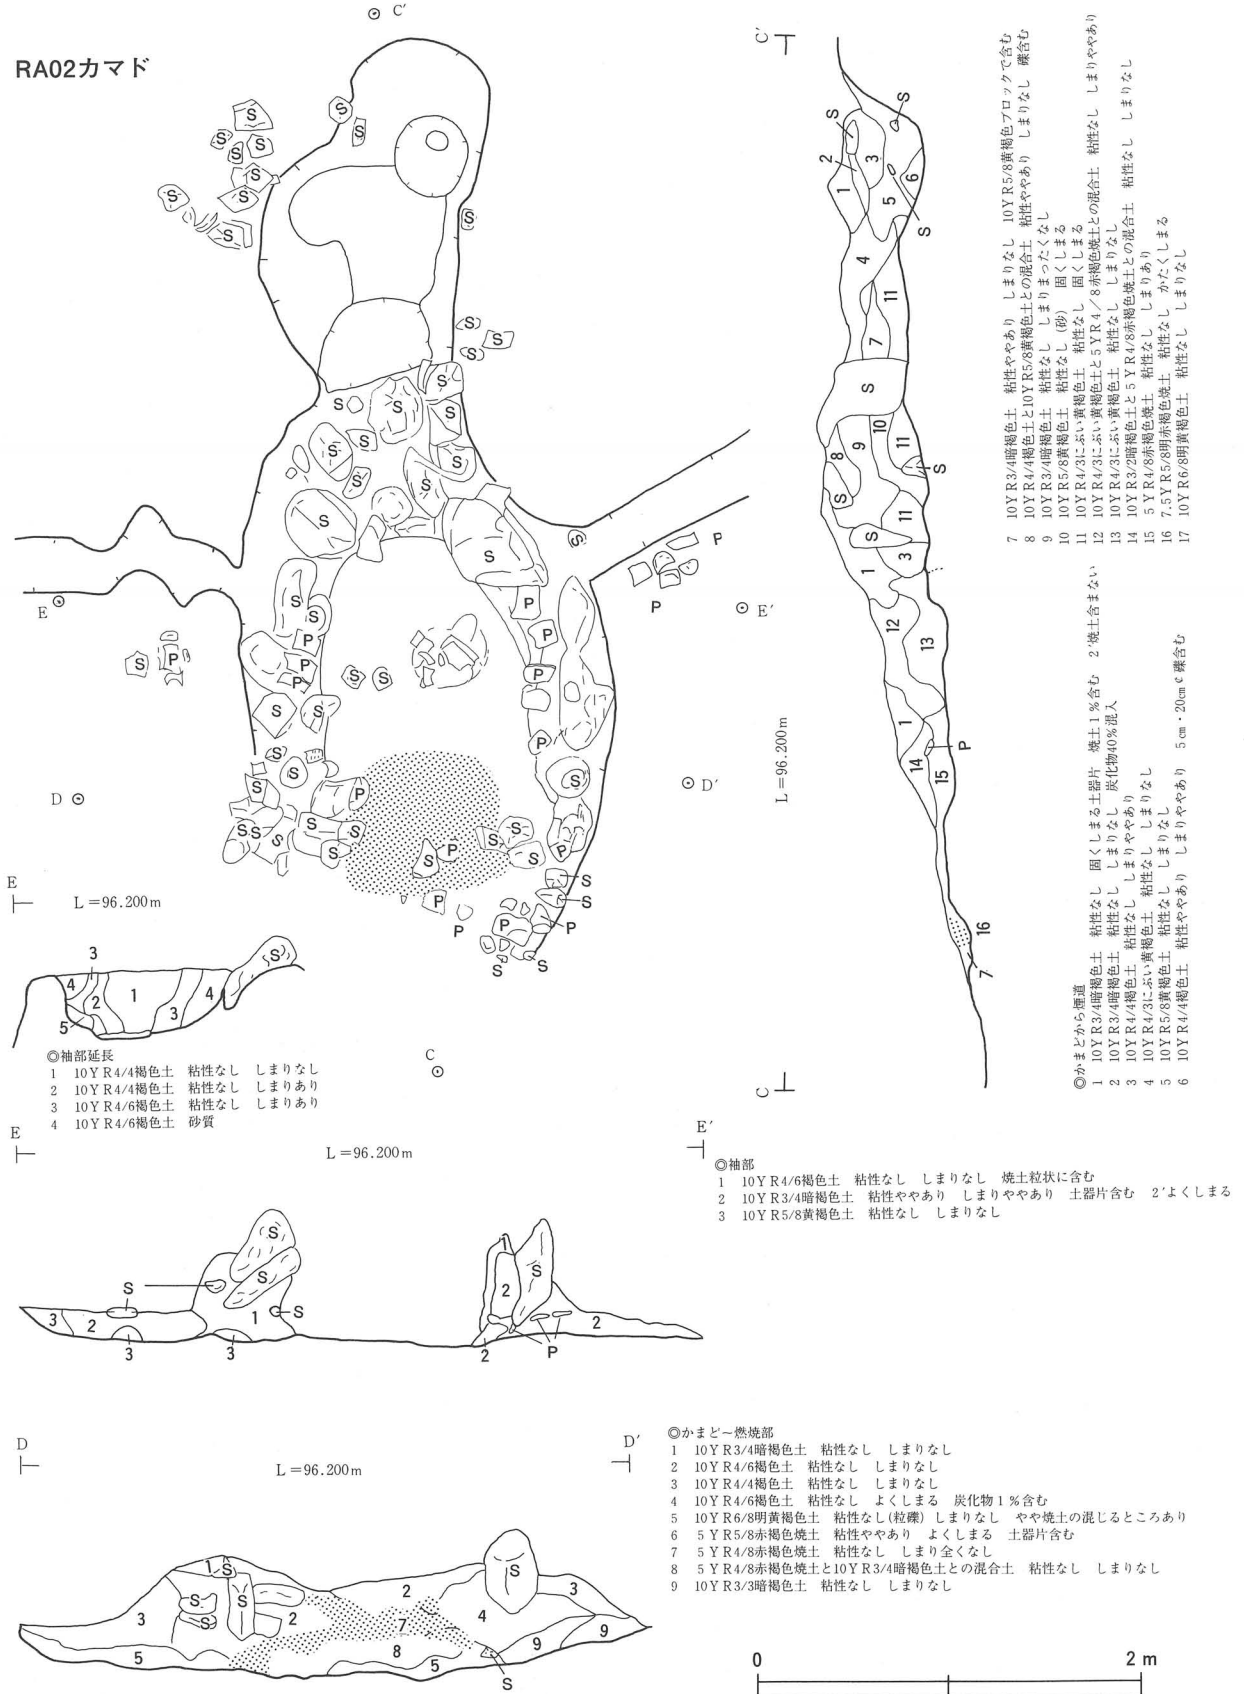 RA02カマド
C′
E
E′
D
D′
C
C′
C
L=96.200m
E
L=96.200m
◎袖部延長
1 10YR4/4褐色土 粘性なし しまりなし
2 10YR4/4褐色土 粘性なし しまりあり
3 10YR4/6褐色土 粘性なし しまりあり
4 10YR4/6褐色土 砂質
E
E′
L=96.200m
◎袖部
1 10YR4/6褐色土 粘性なし しまりなし 焼土粒状に含む
2 10YR3/4暗褐色土 粘性ややあり しまりややあり 土器片含む 2′よくしまる
3 10YR5/8黄褐色土 粘性なし しまりなし
◎かまどから煙道
1 10YR3/4暗褐色土 粘性なし 固くしまる土器片 焼土1%含む 2′焼土含まない
2 10YR3/4暗褐色土 粘性なし しまりなし 炭化物40%混入
3 10YR4/4褐色土 粘性なし しまりややあり
4 10YR4/3にぶい黄褐色土 粘性なし しまりなし
5 10YR5/8黄褐色土 粘性なし しまりなし
6 10YR4/4褐色土 粘性ややあり しまりややあり 5cm・20cm¢礫含む
7 10YR3/4暗褐色土 粘性ややあり しまりなし 10YR5/8黄褐色ブロックで含む
8 10YR4/4褐色土と10YR5/8黄褐色土との混合土 粘性ややあり しまりなし 礫含む
9 10YR3/4暗褐色土 粘性なし しまりまったくなし
10 10YR5/8黄褐色土 粘性なし(砂) 固くしまる
11 10YR4/3にぶい黄褐色土 粘性なし 固くしまる
12 10YR4/3にぶい黄褐色土と5YR4/8赤褐色焼土との混合土 粘性なし しまりややあり
13 10YR4/3にぶい黄褐色土 粘性なし しまりなし
14 10YR3/2暗褐色土と5YR4/8赤褐色焼土との混合土 粘性なし しまりなし
15 5YR4/8赤褐色焼土 粘性なし しまりあり
16 7.5YR5/8明赤褐色焼土 粘性なし かたくしまる
17 10YR6/8明黄褐色土 粘性なし しまりなし
D
D′
L=96.200m
◎かまど〜燃焼部
1 10YR3/4暗褐色土 粘性なし しまりなし
2 10YR4/6褐色土 粘性なし しまりなし
3 10YR4/4褐色土 粘性なし しまりなし
4 10YR4/6褐色土 粘性なし よくしまる 炭化物1%含む
5 10YR6/8明黄褐色土 粘性なし(粒礫) しまりなし やや焼土の混じるところあり
6 5YR5/8赤褐色焼土 粘性ややあり よくしまる 土器片含む
7 5YR4/8赤褐色焼土 粘性なし しまり全くなし
8 5YR4/8赤褐色焼土と10YR3/4暗褐色土との混合土 粘性なし しまりなし
9 10YR3/3暗褐色土 粘性なし しまりなし
0 2m